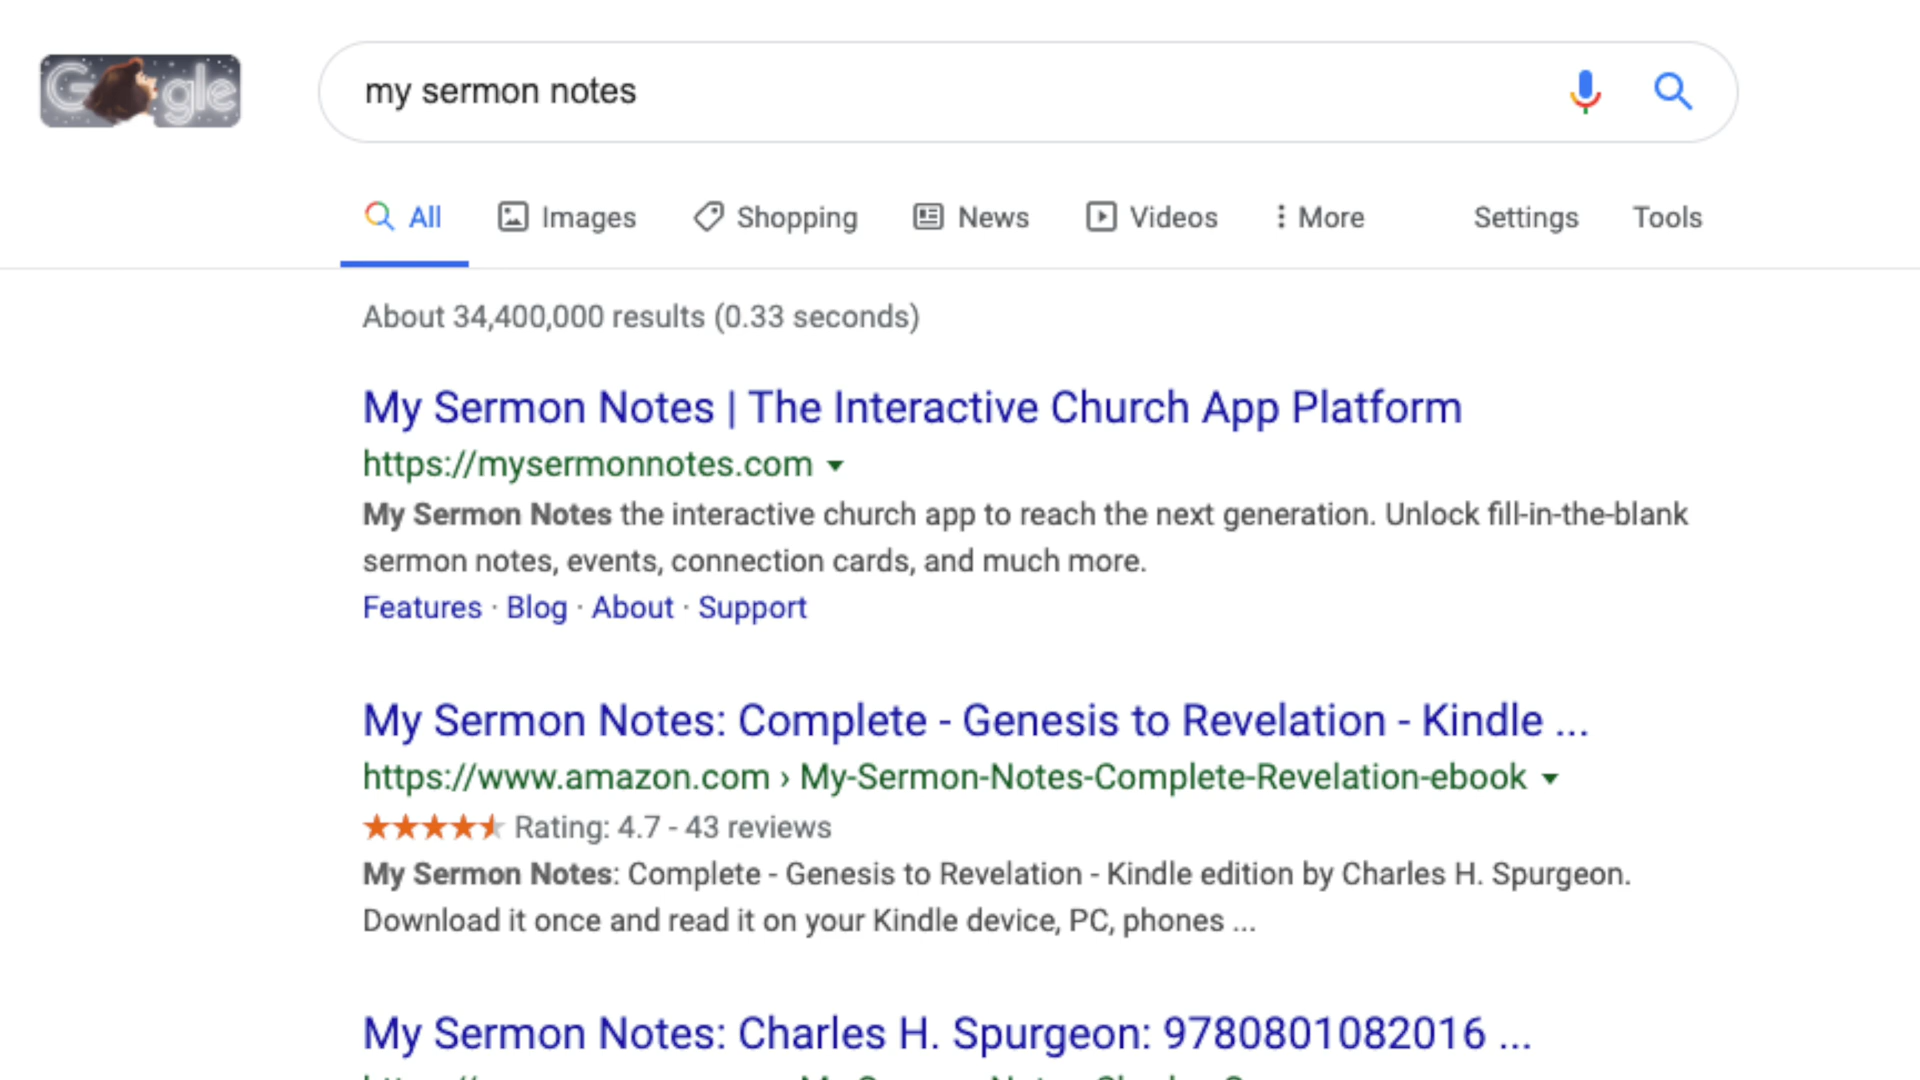 Google
my sermon notes
All Images Shopping News Videos More Settings Tools
About 34,400,000 results (0.33 seconds)
My Sermon Notes | The Interactive Church App Platform
https://mysermonnotes.com
My Sermon Notes the interactive church app to reach the next generation. Unlock fill-in-the-blank
sermon notes, events, connection cards, and much more.
Features · Blog · About · Support
My Sermon Notes: Complete - Genesis to Revelation - Kindle ...
https://www.amazon.com › My-Sermon-Notes-Complete-Revelation-ebook
Rating: 4.7 - 43 reviews
My Sermon Notes: Complete - Genesis to Revelation - Kindle edition by Charles H. Spurgeon.
Download it once and read it on your Kindle device, PC, phones ...
My Sermon Notes: Charles H. Spurgeon: 9780801082016 ...